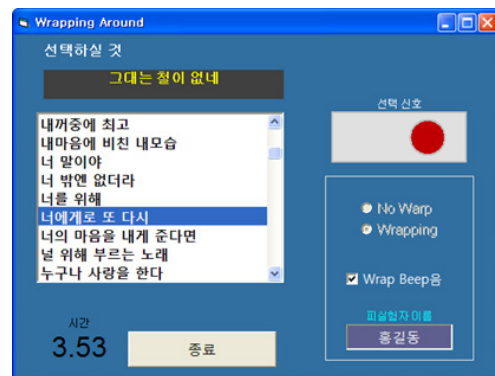 Wrapping Around
선택하실 것
그대는 철이 없네
내꺼중에 최고
내마음에 비친 내모습
너 말이야
너 밖엔 없더라
너를 위해
너에게로 또 다시
너의 마음을 내게 준다면
널 위해 부르는 노래
누구나 사랑을 한다
선택 신호
No Warp
Wrapping
Wrap Beep음
피실험자 이름
홍길동
시간
3.53
종료